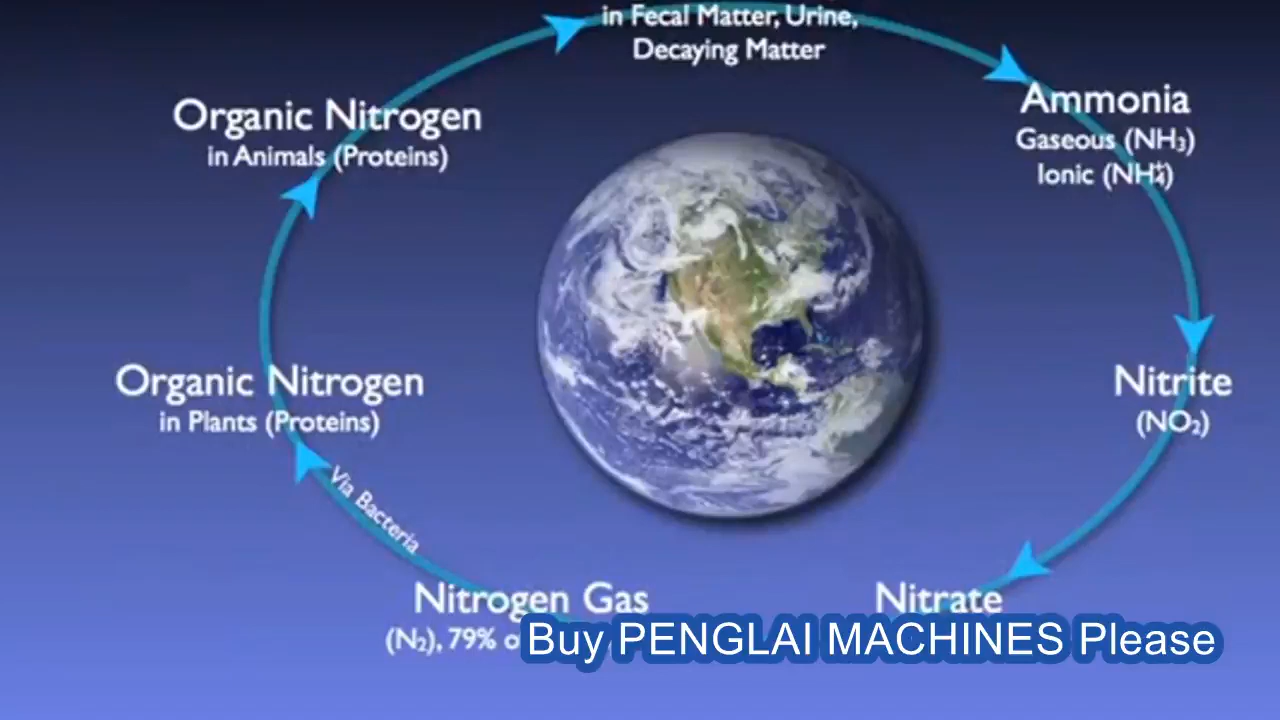 in Fecal Matter, Urine,
Decaying Matter
Ammonia
Gaseous (NH₃)
Ionic (NH₄⁺)
Organic Nitrogen
in Animals (Proteins)
Nitrite
(NO₂)
Organic Nitrogen
in Plants (Proteins)
Via Bacteria
Nitrogen Gas
(N₂), 79% o
Nitrate
Buy PENGLAI MACHINES Please